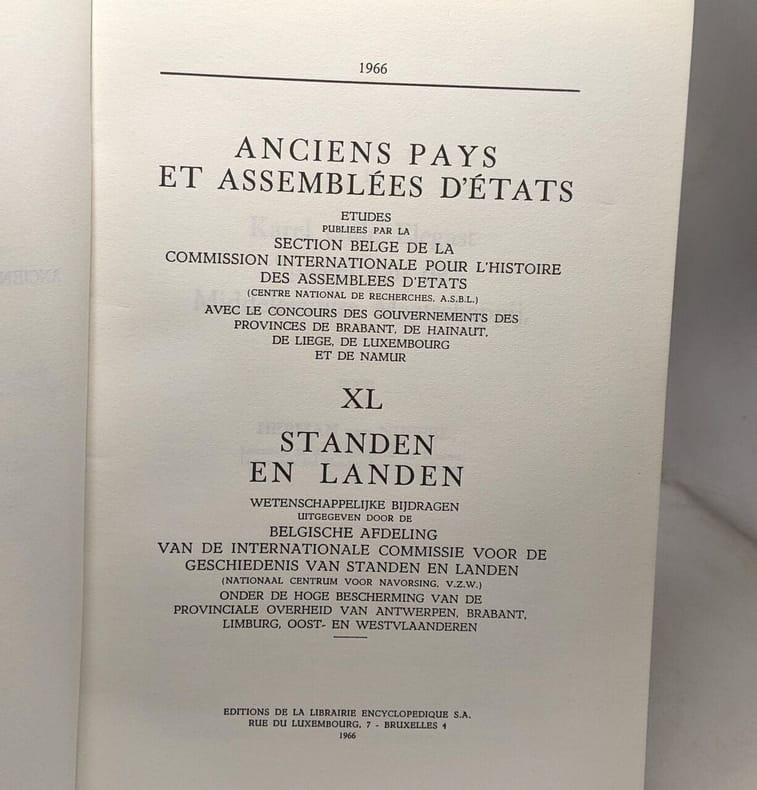 1966
ANCIENS PAYS
ET ASSEMBLÉES D'ÉTATS
ETUDES
PUBLIEES PAR LA
SECTION BELGE DE LA
COMMISSION INTERNATIONALE POUR L'HISTOIRE
DES ASSEMBLEES D'ETATS
(CENTRE NATIONAL DE RECHERCHES, A.S.B.L.)
AVEC LE CONCOURS DES GOUVERNEMENTS DES
PROVINCES DE BRABANT, DE HAINAUT,
DE LIEGE, DE LUXEMBOURG
ET DE NAMUR
XL
STANDEN
EN LANDEN
WETENSCHAPPELIJKE BIJDRAGEN
UITGEGEVEN DOOR DE
BELGISCHE AFDELING
VAN DE INTERNATIONALE COMMISSIE VOOR DE
GESCHIEDENIS VAN STANDEN EN LANDEN
(NATIONAAL CENTRUM VOOR NAVORSING, V.Z.W.)
ONDER DE HOGE BESCHERMING VAN DE
PROVINCIALE OVERHEID VAN ANTWERPEN, BRABANT,
LIMBURG, OOST- EN WESTVLAANDEREN
EDITIONS DE LA LIBRAIRIE ENCYCLOPEDIQUE S.A.
RUE DU LUXEMBOURG, 7 - BRUXELLES 4
1966